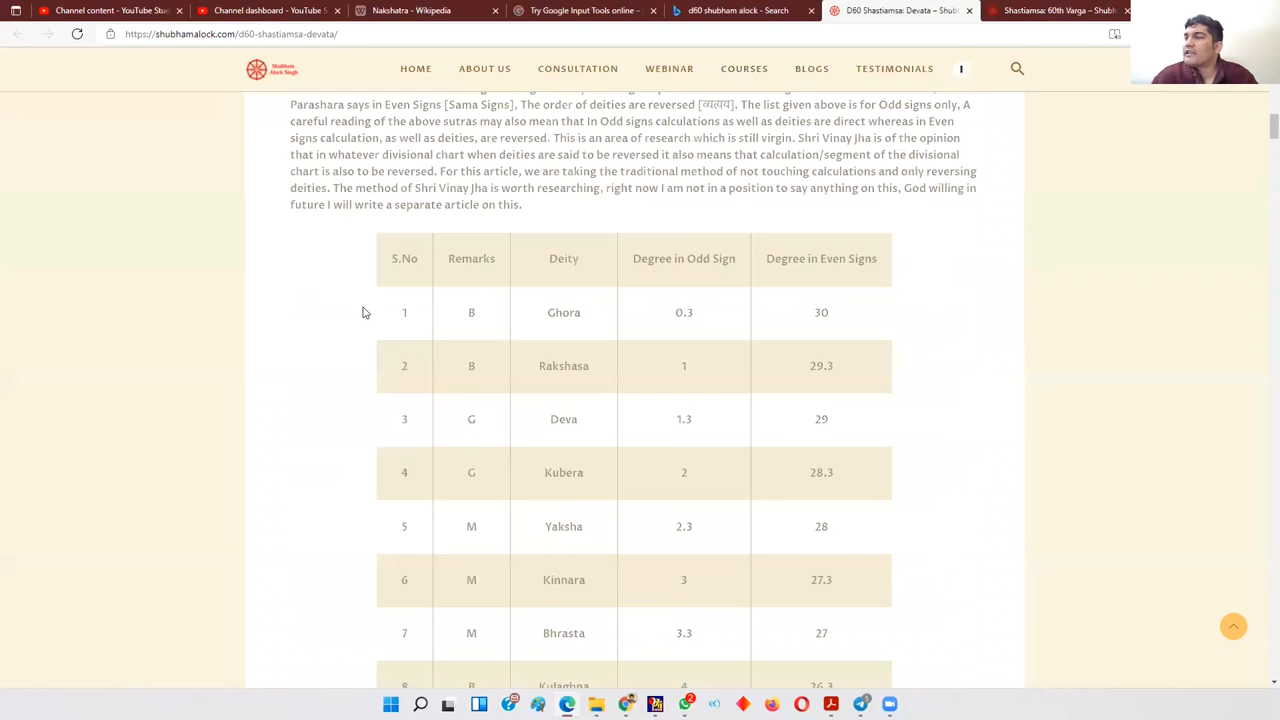 Channel content - YouTube Stud
Channel dashboard - YouTube S
Nakshatra - Wikipedia
Try Google Input Tools online -
d60 shubham alock - Search
D60 Shastiamsa: Devata – Shub
Shastiamsa: 60th Varga – Shubh
https://shubhamalock.com/d60-shastiamsa-devata/
Shubham
Alock Singh
HOME ABOUT US CONSULTATION WEBINAR COURSES BLOGS TESTIMONIALS
Parashara says in Even Signs [Sama Signs], The order of deities are reversed [व्यत्यय]. The list given above is for Odd signs only, A
careful reading of the above sutras may also mean that In Odd signs calculations as well as deities are direct whereas in Even
signs calculation, as well as deities, are reversed. This is an area of research which is still virgin. Shri Vinay Jha is of the opinion
that in whatever divisional chart when deities are said to be reversed it also means that calculation/segment of the divisional
chart is also to be reversed. For this article, we are taking the traditional method of not touching calculations and only reversing
deities. The method of Shri Vinay Jha is worth researching, right now I am not in a position to say anything on this, God willing in
future I will write a separate article on this.
S.No Remarks Deity Degree in Odd Sign Degree in Even Signs
1 B Ghora 0.3 30
2 B Rakshasa 1 29.3
3 G Deva 1.3 29
4 G Kubera 2 28.3
5 M Yaksha 2.3 28
6 M Kinnara 3 27.3
7 M Bhrasta 3.3 27
8 B Kulaghna 4 26.3
2
1